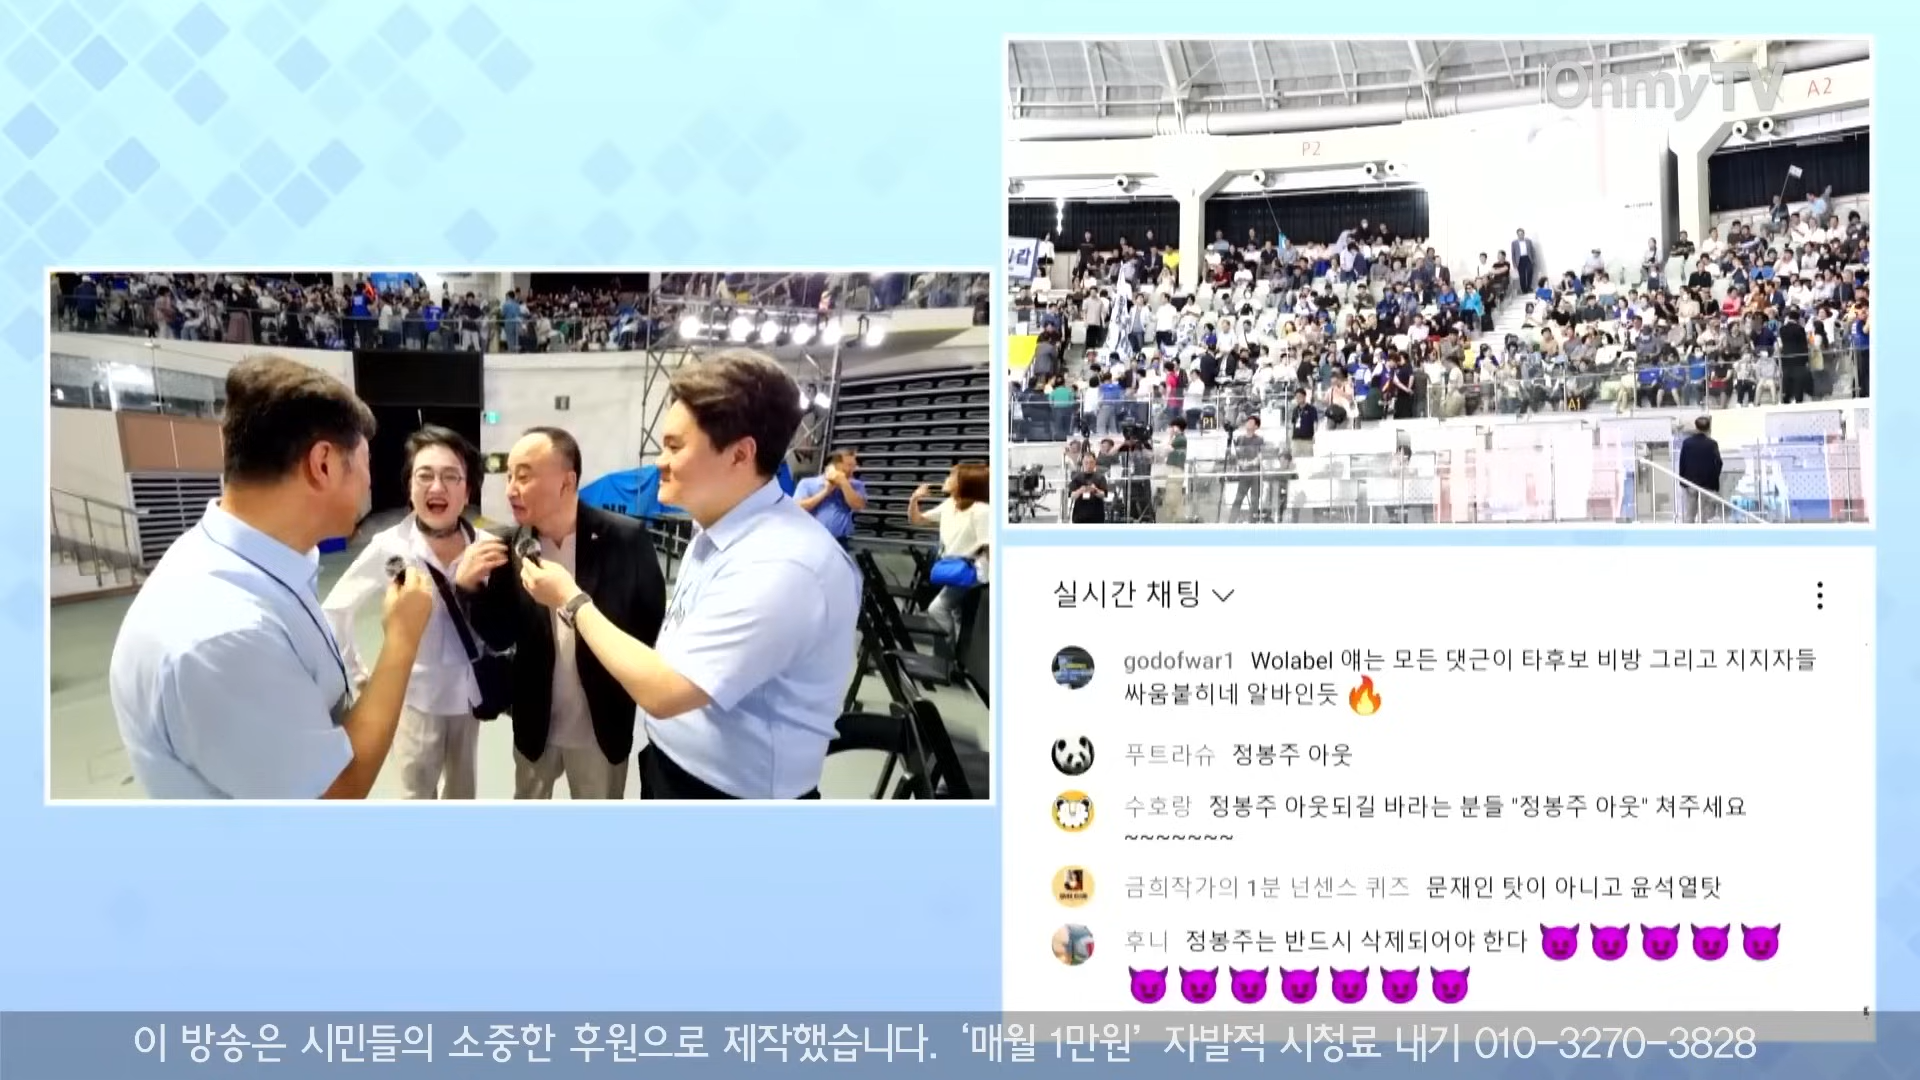 OhmyTV
A2
P2
A1
P1
실시간 채팅
godofwar1 Wolabel 얘는 모든 댓근이 타후보 비방 그리고 지지자들
싸움붙히네 알바인듯
푸트라슈 정봉주 아웃
수호랑 정봉주 아웃되길 바라는 분들 "정봉주 아웃" 쳐주세요
~~~~~~~
금희작가의 1분 넌센스 퀴즈 문재인 탓이 아니고 윤석열탓
후니 정봉주는 반드시 삭제되어야 한다
이 방송은 시민들의 소중한 후원으로 제작했습니다. ‘매월 1만원’ 자발적 시청료 내기 010-3270-3828